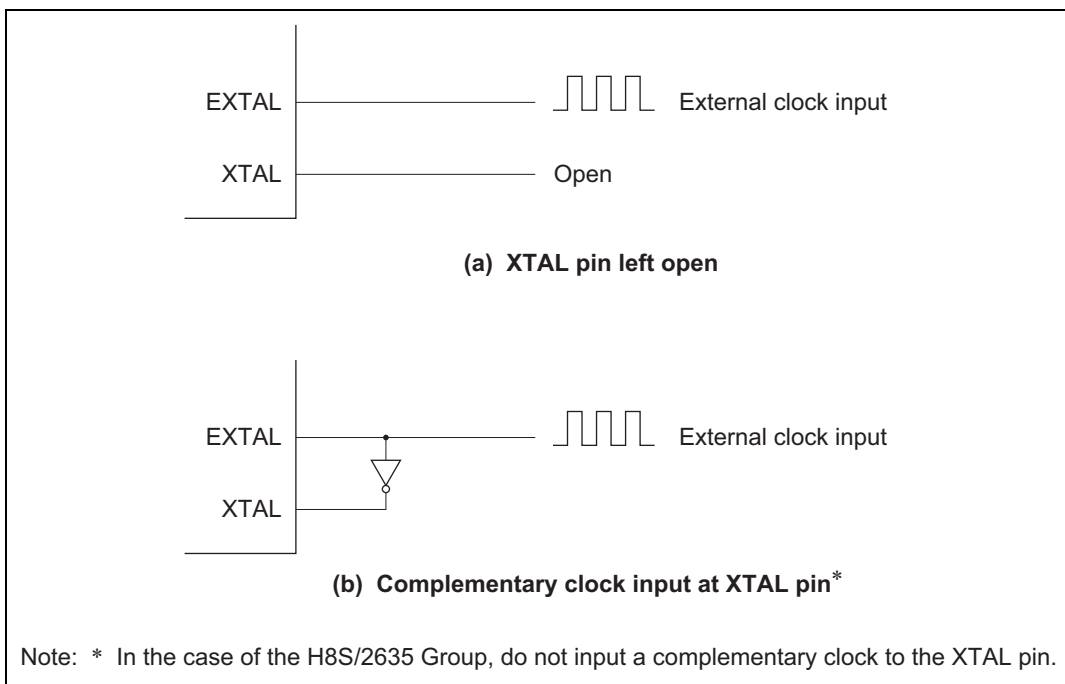 EXTAL External clock input
XTAL Open
(a) XTAL pin left open
EXTAL External clock input
XTAL
(b) Complementary clock input at XTAL pin*
Note: * In the case of the H8S/2635 Group, do not input a complementary clock to the XTAL pin.